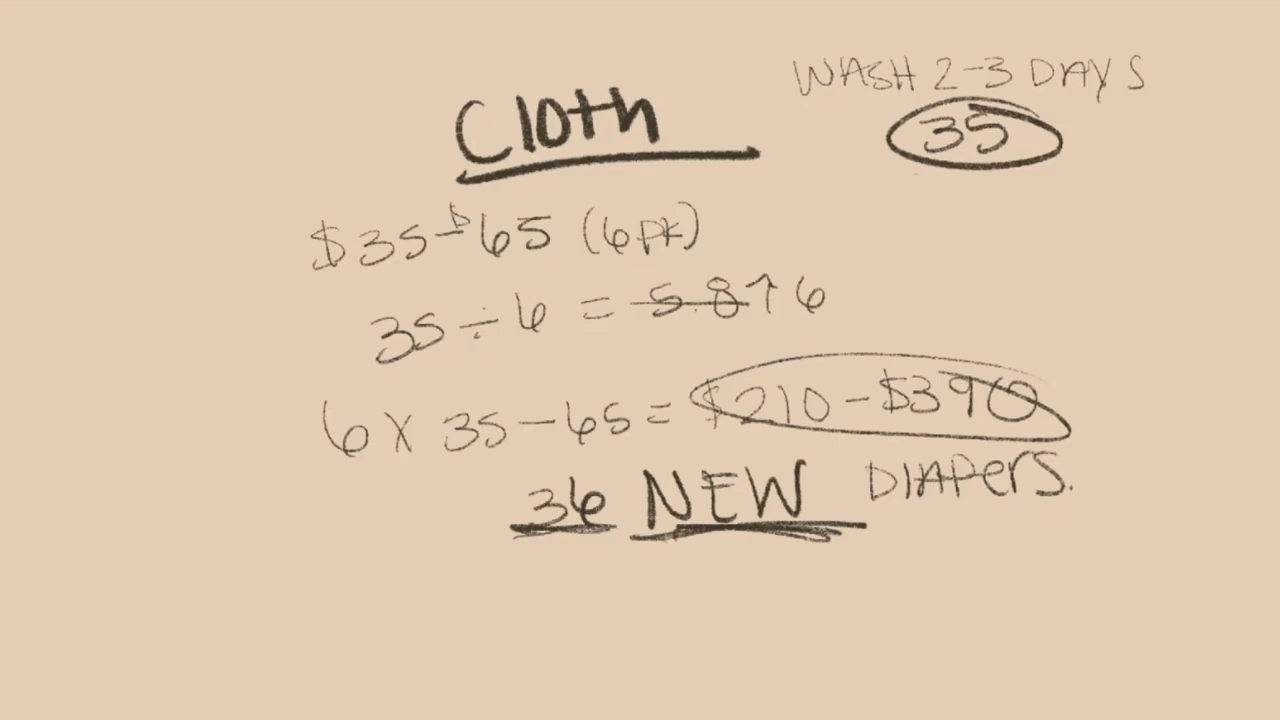 WASH 2-3 DAYS
Cloth
35
$35-$65 (6pk)
35÷6 = 5.8↑6
6 x 35-65= $210-$390
36 NEW DIAPERS.